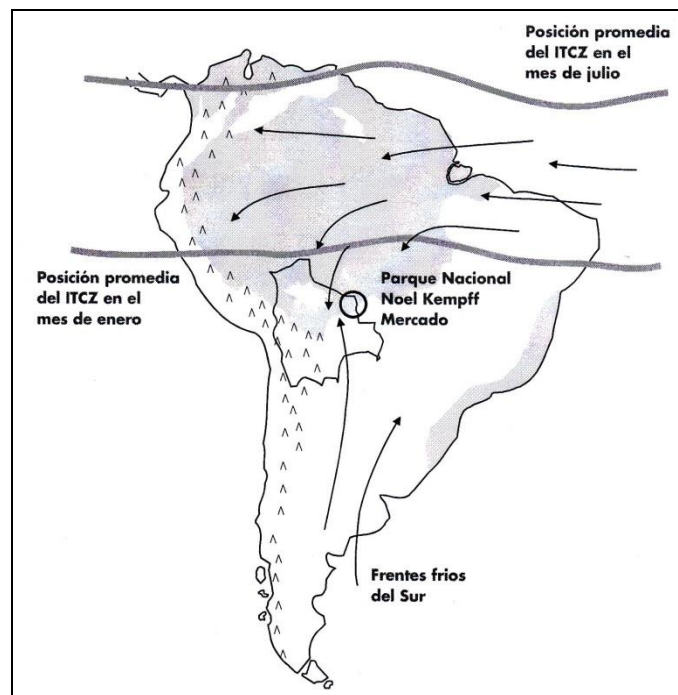 Posición promedia
del ITCZ en el
mes de julio
Posición promedia
del ITCZ en el
mes de enero
Parque Nacional
Noel Kempff
Mercado
Frentes frios
del Sur